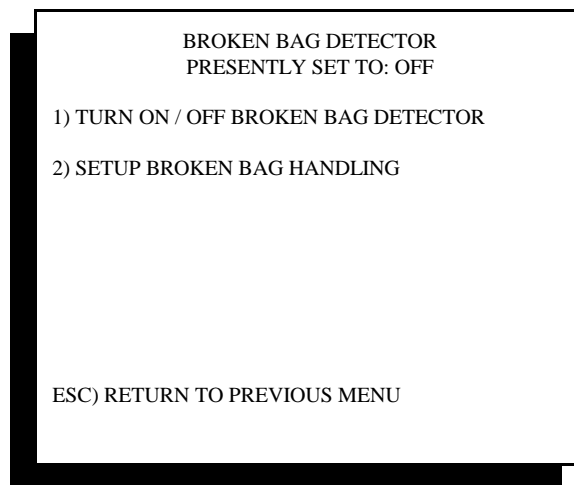 BROKEN BAG DETECTOR
PRESENTLY SET TO: OFF
1) TURN ON / OFF BROKEN BAG DETECTOR
2) SETUP BROKEN BAG HANDLING
ESC) RETURN TO PREVIOUS MENU